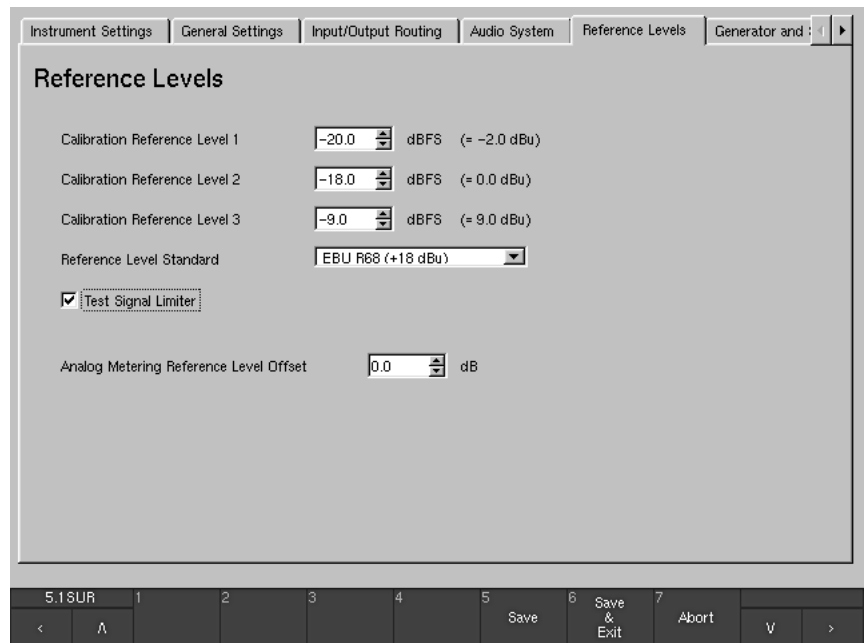 Instrument Settings General Settings Input/Output Routing Audio System Reference Levels Generator and
Reference Levels
Calibration Reference Level 1 -20.0 dBFS (= -2.0 dBu)
Calibration Reference Level 2 -18.0 dBFS (= 0.0 dBu)
Calibration Reference Level 3 -9.0 dBFS (= 9.0 dBu)
Reference Level Standard EBU R68 (+18 dBu)
Test Signal Limiter
Analog Metering Reference Level Offset 0.0 dB
5.1SUR 1 2 3 4 5 6 7
Save
Save
&
Exit
Abort
< Λ V >